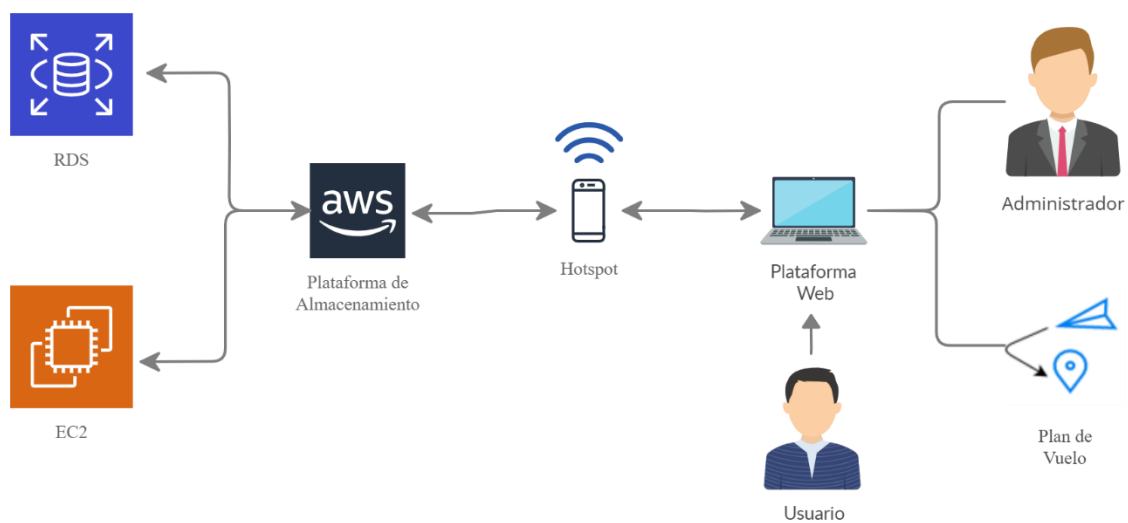 RDS
aws
Plataforma de
Almacenamiento
EC2
Hotspot
Plataforma
Web
Usuario
Administrador
Plan de
Vuelo